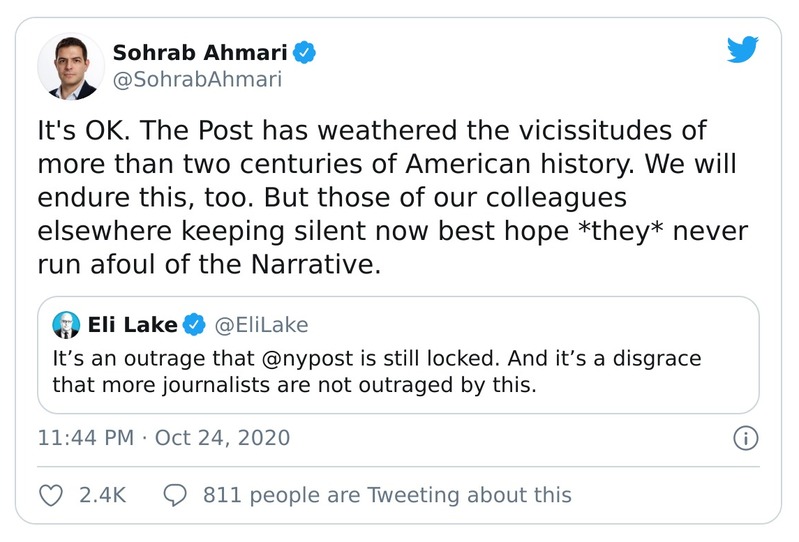 Sohrab Ahmari
@SohrabAhmari
It's OK. The Post has weathered the vicissitudes of
more than two centuries of American history. We will
endure this, too. But those of our colleagues
elsewhere keeping silent now best hope *they* never
run afoul of the Narrative.
Eli Lake @EliLake
It’s an outrage that @nypost is still locked. And it’s a disgrace
that more journalists are not outraged by this.
11:44 PM · Oct 24, 2020
2.4K 811 people are Tweeting about this